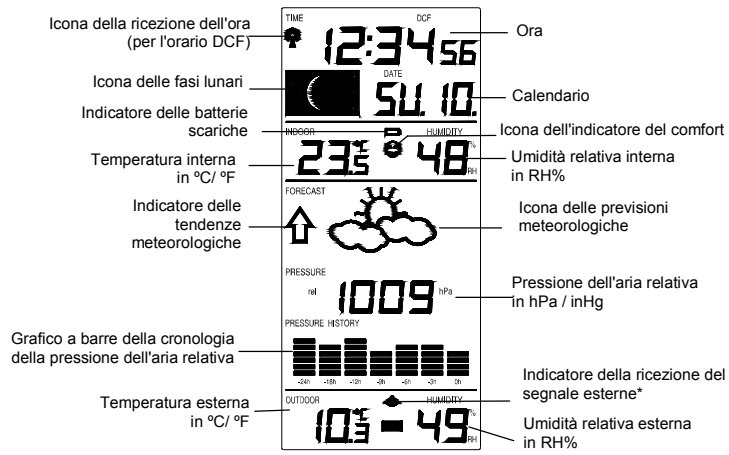 Icona della ricezione dell'ora
(per l'orario DCF)
TIME
DCF
12:34 56
Ora
Icona delle fasi lunari
DATE
SU. 10.
Calendario
Indicatore delle batterie
scariche
INDOOR
HUMIDITY
Icona dell'indicatore del comfort
Temperatura interna
in ºC/ ºF
23.5 °C
48 % RH
Umidità relativa interna
in RH%
FORECAST
Indicatore delle
tendenze
meteorologiche
Icona delle previsioni
meteorologiche
PRESSURE
rel 1009 hPa
Pressione dell'aria relativa
in hPa / inHg
PRESSURE HISTORY
Grafico a barre della cronologia
della pressione dell'aria relativa
-24h -18h -12h -9h -6h -3h 0h
Indicatore della ricezione del
segnale esterne*
OUTDOOR
HUMIDITY
Temperatura esterna
in ºC/ ºF
10.3 °C
49 % RH
Umidità relativa esterna
in RH%